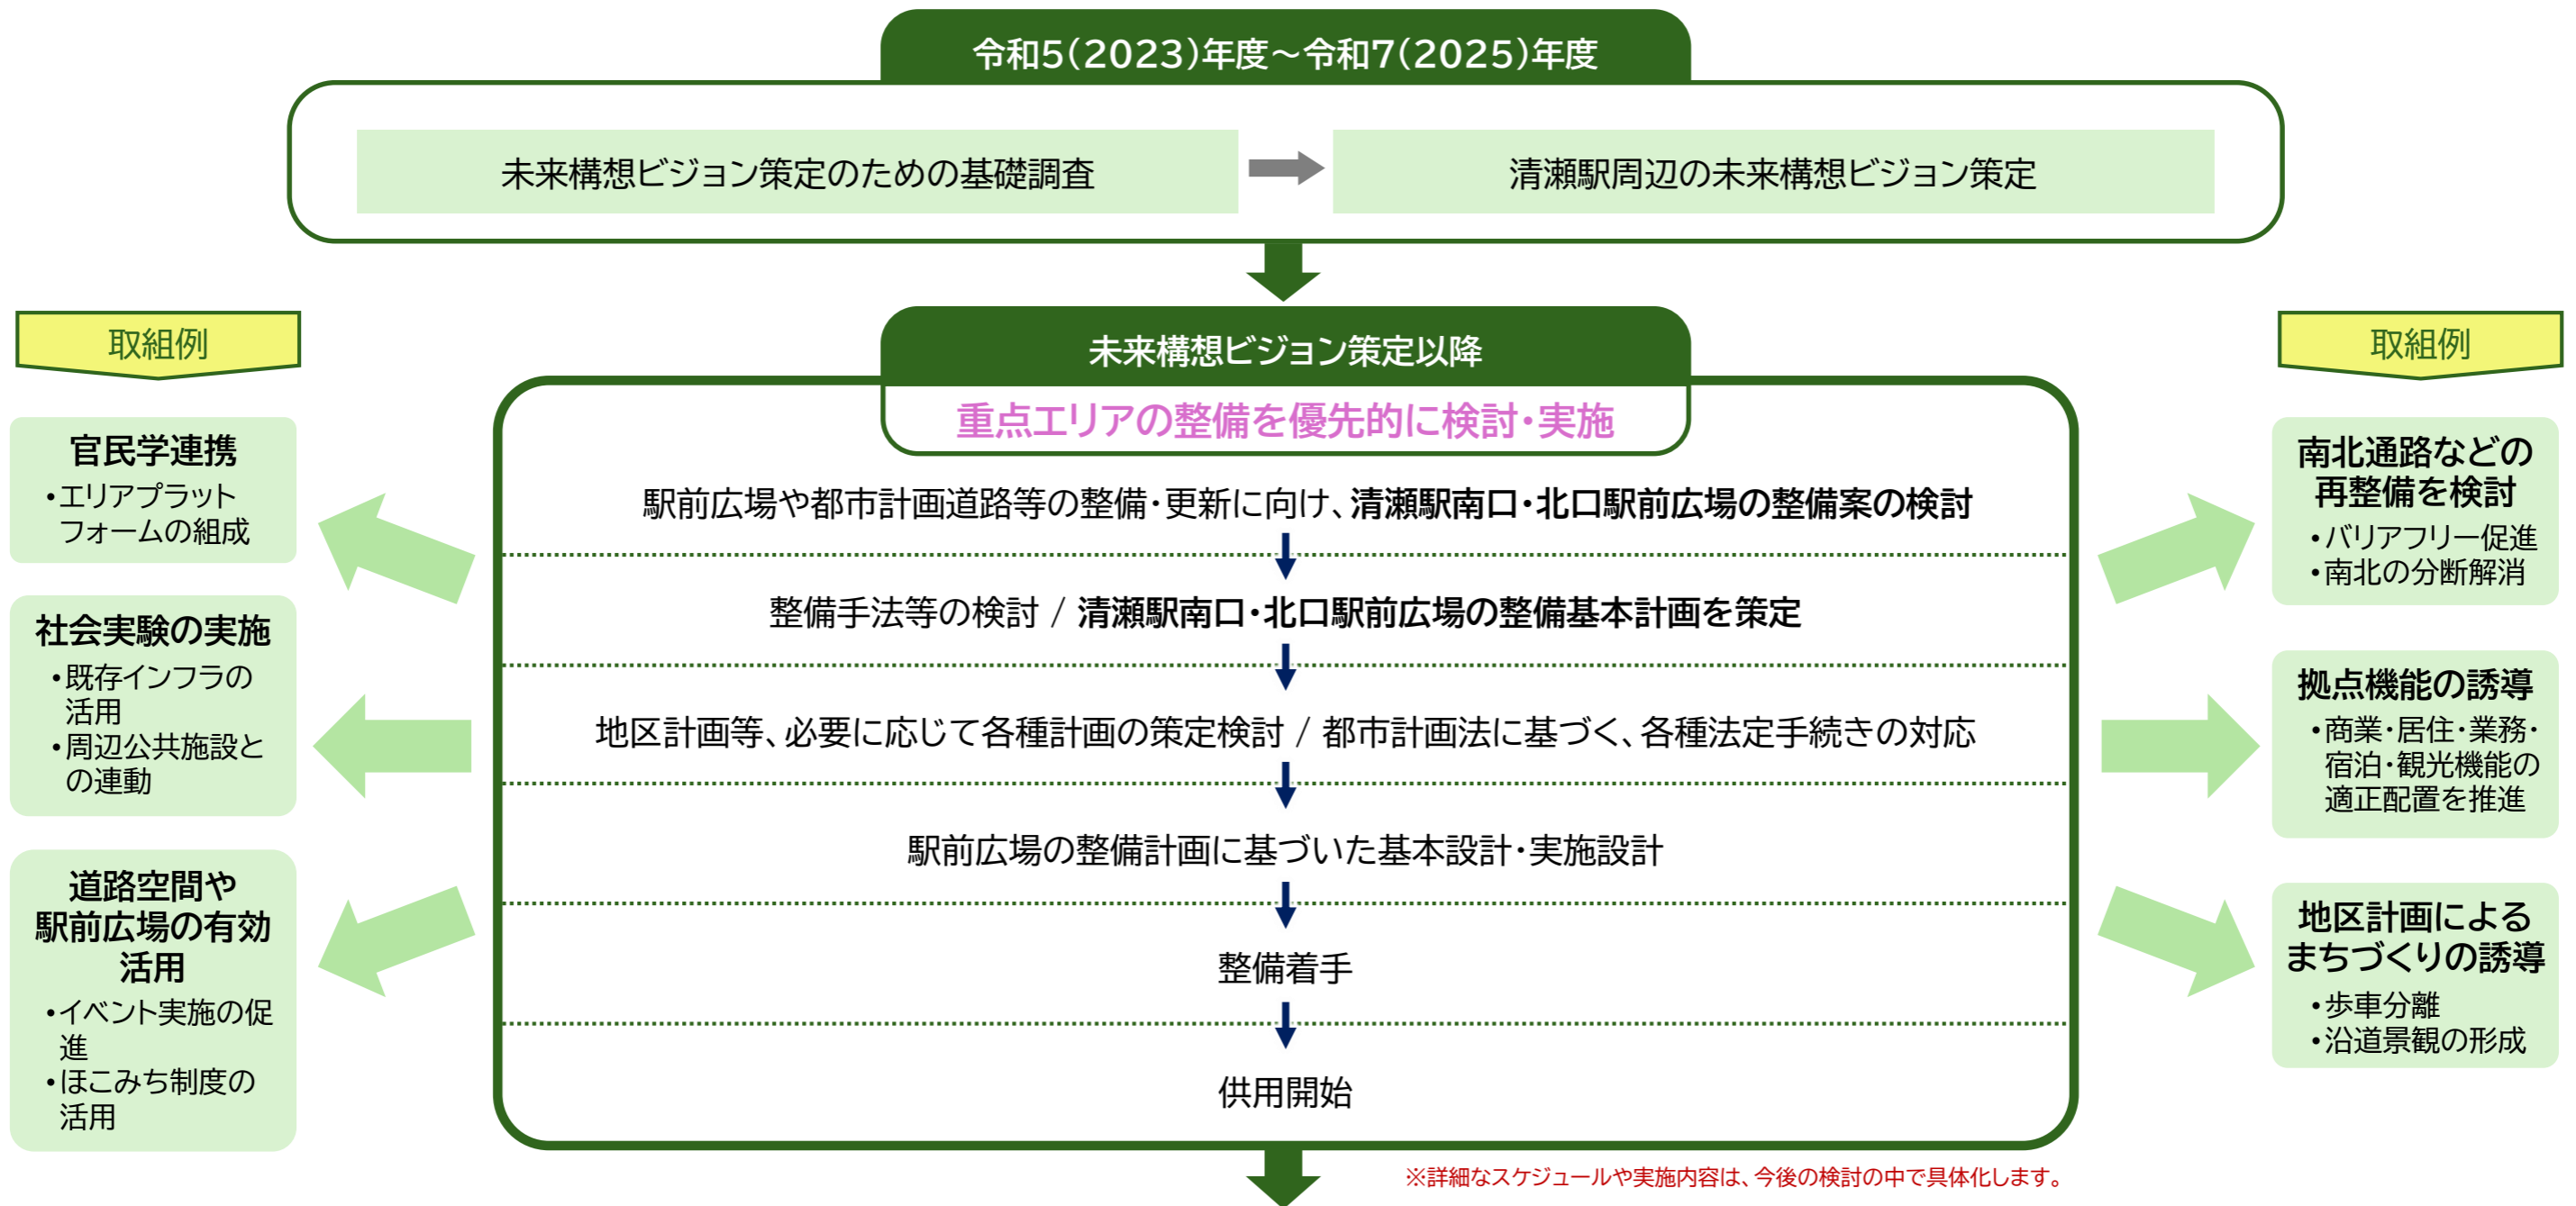 令和5(2023)年度～令和7(2025)年度
未来構想ビジョン策定のための基礎調査
清瀬駅周辺の未来構想ビジョン策定
取組例
官民学連携
・エリアプラット
フォームの組成
社会実験の実施
・既存インフラの
活用
・周辺公共施設と
の連動
道路空間や
駅前広場の有効
活用
・イベント実施の促
進
・ほこみち制度の
活用
未来構想ビジョン策定以降
重点エリアの整備を優先的に検討・実施
駅前広場や都市計画道路等の整備・更新に向け、清瀬駅南口・北口駅前広場の整備案の検討
整備手法等の検討 / 清瀬駅南口・北口駅前広場の整備基本計画を策定
地区計画等、必要に応じて各種計画の策定検討 / 都市計画法に基づく、各種法定手続きの対応
駅前広場の整備計画に基づいた基本設計・実施設計
整備着手
供用開始
取組例
南北通路などの
再整備を検討
・バリアフリー促進
・南北の分断解消
拠点機能の誘導
・商業・居住・業務・
宿泊・観光機能の
適正配置を推進
地区計画による
まちづくりの誘導
・歩車分離
・沿道景観の形成
※詳細なスケジュールや実施内容は、今後の検討の中で具体化します。